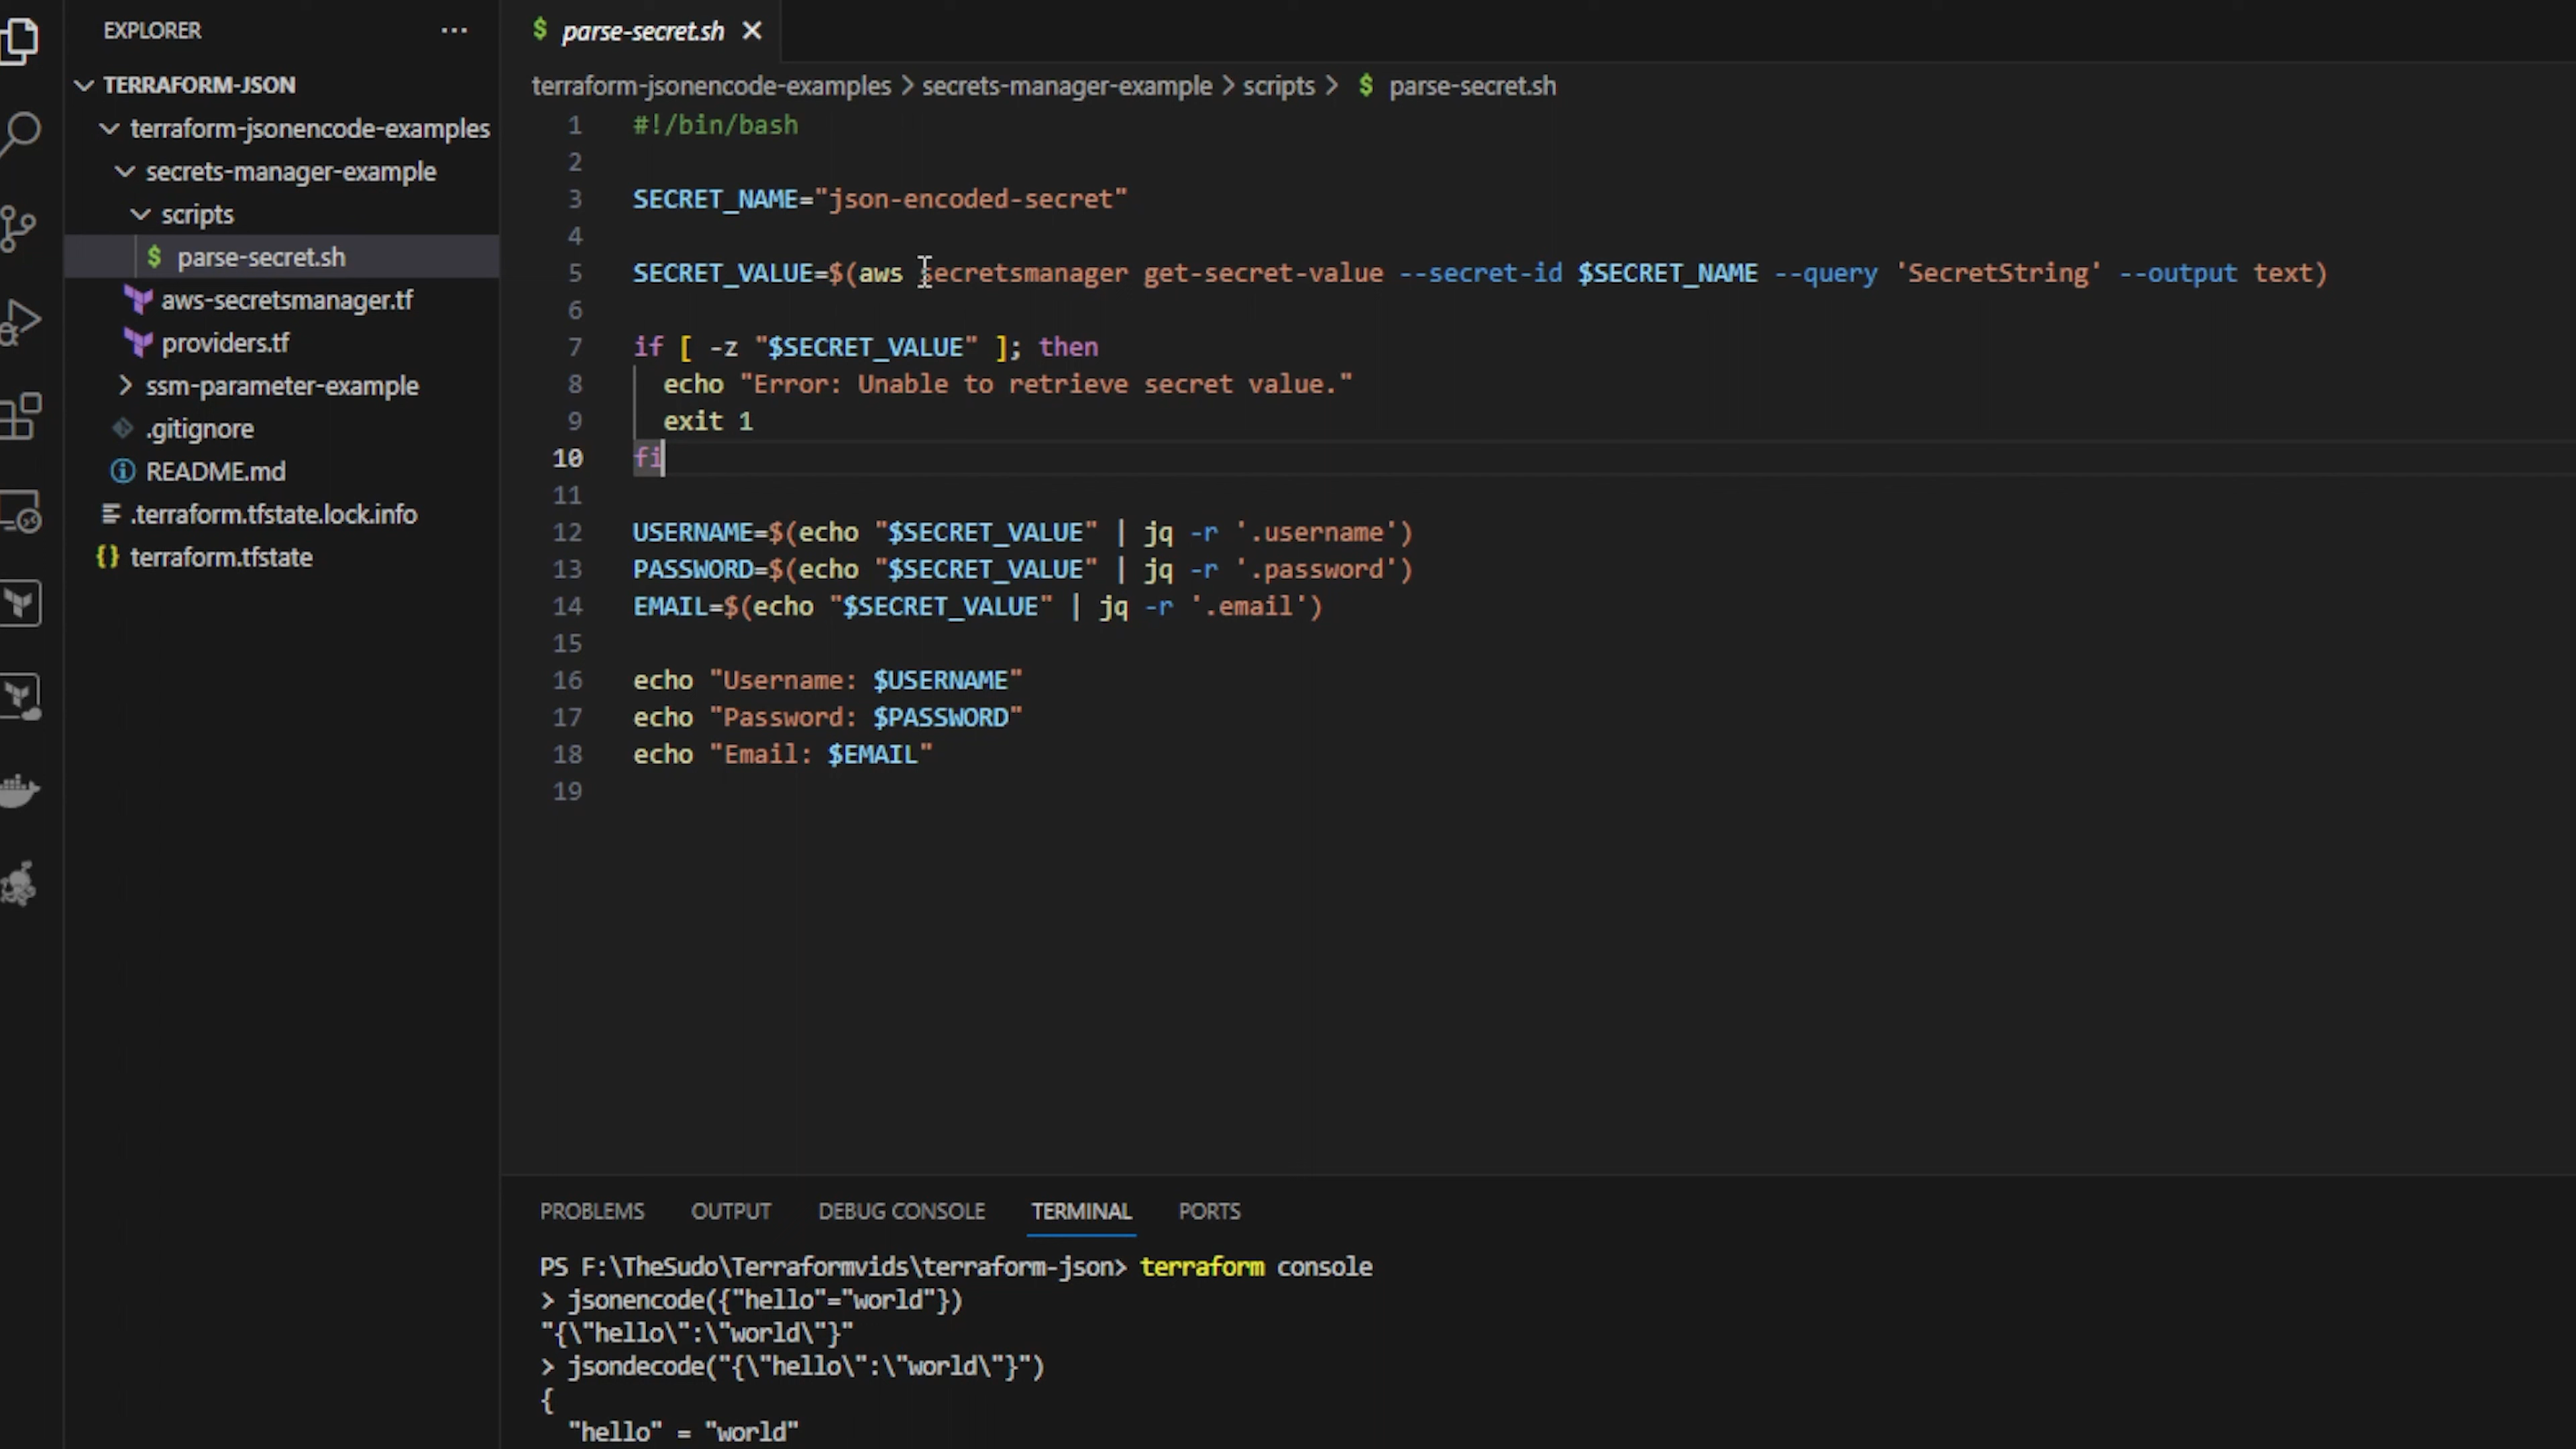 EXPLORER
TERRAFORM-JSON
terraform-jsonencode-examples
secrets-manager-example
scripts
$ parse-secret.sh
aws-secretsmanager.tf
providers.tf
ssm-parameter-example
.gitignore
README.md
.terraform.tfstate.lock.info
{} terraform.tfstate
$ parse-secret.sh
terraform-jsonencode-examples > secrets-manager-example > scripts > $ parse-secret.sh
1 #!/bin/bash
2
3 SECRET_NAME="json-encoded-secret"
4
5 SECRET_VALUE=$(aws secretsmanager get-secret-value --secret-id $SECRET_NAME --query 'SecretString' --output text)
6
7 if [ -z "$SECRET_VALUE" ]; then
8 echo "Error: Unable to retrieve secret value."
9 exit 1
10 fi
11
12 USERNAME=$(echo "$SECRET_VALUE" | jq -r '.username')
13 PASSWORD=$(echo "$SECRET_VALUE" | jq -r '.password')
14 EMAIL=$(echo "$SECRET_VALUE" | jq -r '.email')
15
16 echo "Username: $USERNAME"
17 echo "Password: $PASSWORD"
18 echo "Email: $EMAIL"
19
PROBLEMS OUTPUT DEBUG CONSOLE TERMINAL PORTS
PS F:\TheSudo\Terraformvids\terraform-json> terraform console
> jsonencode({"hello"="world"})
"{\"hello\":\"world\"}"
> jsondecode("{\"hello\":\"world\"}")
{
"hello" = "world"